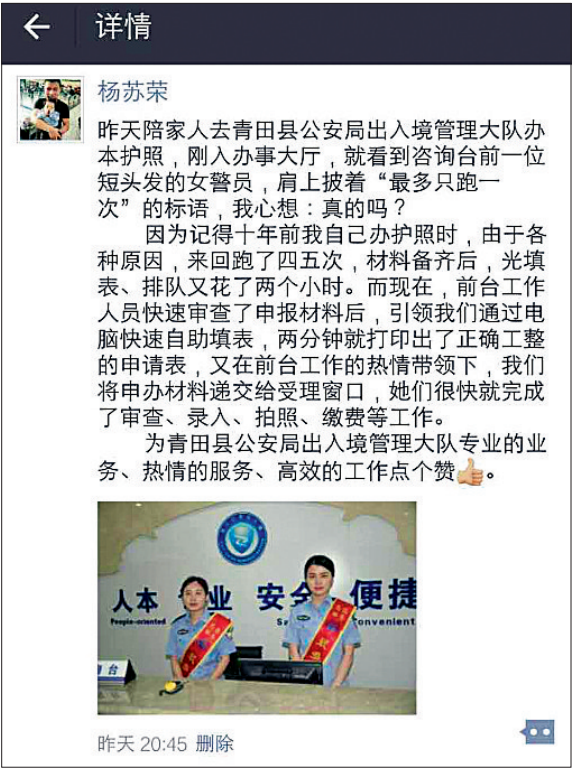 详情
杨苏荣
昨天陪家人去青田县公安局出入境管理大队办
本护照，刚入办事大厅，就看到咨询台前一位
短头发的女警员，肩上披着“最多只跑一
次”的标语，我心想：真的吗？
因为记得十年前我自己办护照时，由于各
种原因，来回跑了四五次，材料备齐后，光填
表、排队又花了两个小时。而现在，前台工作
人员快速审查了申报材料后，引领我们通过电
脑快速自助填表，两分钟就打印出了正确工整
的申请表，又在前台工作的热情带领下，我们
将申办材料递交给受理窗口，她们很快就完成
了审查、录入、拍照、缴费等工作。
为青田县公安局出入境管理大队专业的业
务、热情的服务、高效的工作点个赞👍。
人本 业 安全 便捷
People-oriented
台
昨天 20:45 删除